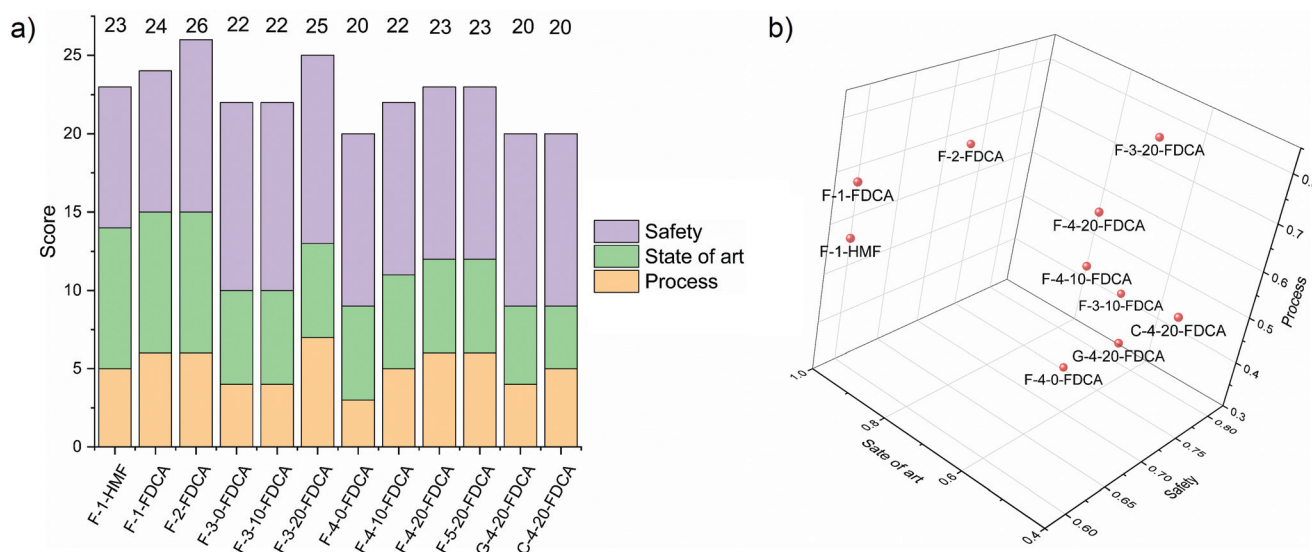 a)
23 24 26 22 22 25 20 22 23 23 20 20
25
20
15
10
5
0
Score
F-1-HMF
F-1-FDCA
F-2-FDCA
F-3-0-FDCA
F-3-10-FDCA
F-3-20-FDCA
F-4-0-FDCA
F-4-10-FDCA
F-4-20-FDCA
F-5-20-FDCA
G-4-20-FDCA
C-4-20-FDCA
Safety
State of art
Process
b)
F-2-FDCA
F-3-20-FDCA
F-1-FDCA
F-4-20-FDCA
F-1-HMF
F-4-10-FDCA
F-3-10-FDCA
C-4-20-FDCA
G-4-20-FDCA
F-4-0-FDCA
1.0
0.8
0.6
0.4
Sate of art
0.60
0.65
0.70
0.75
0.80
Safety
0.3
0.4
0.5
0.6
0.7
Process